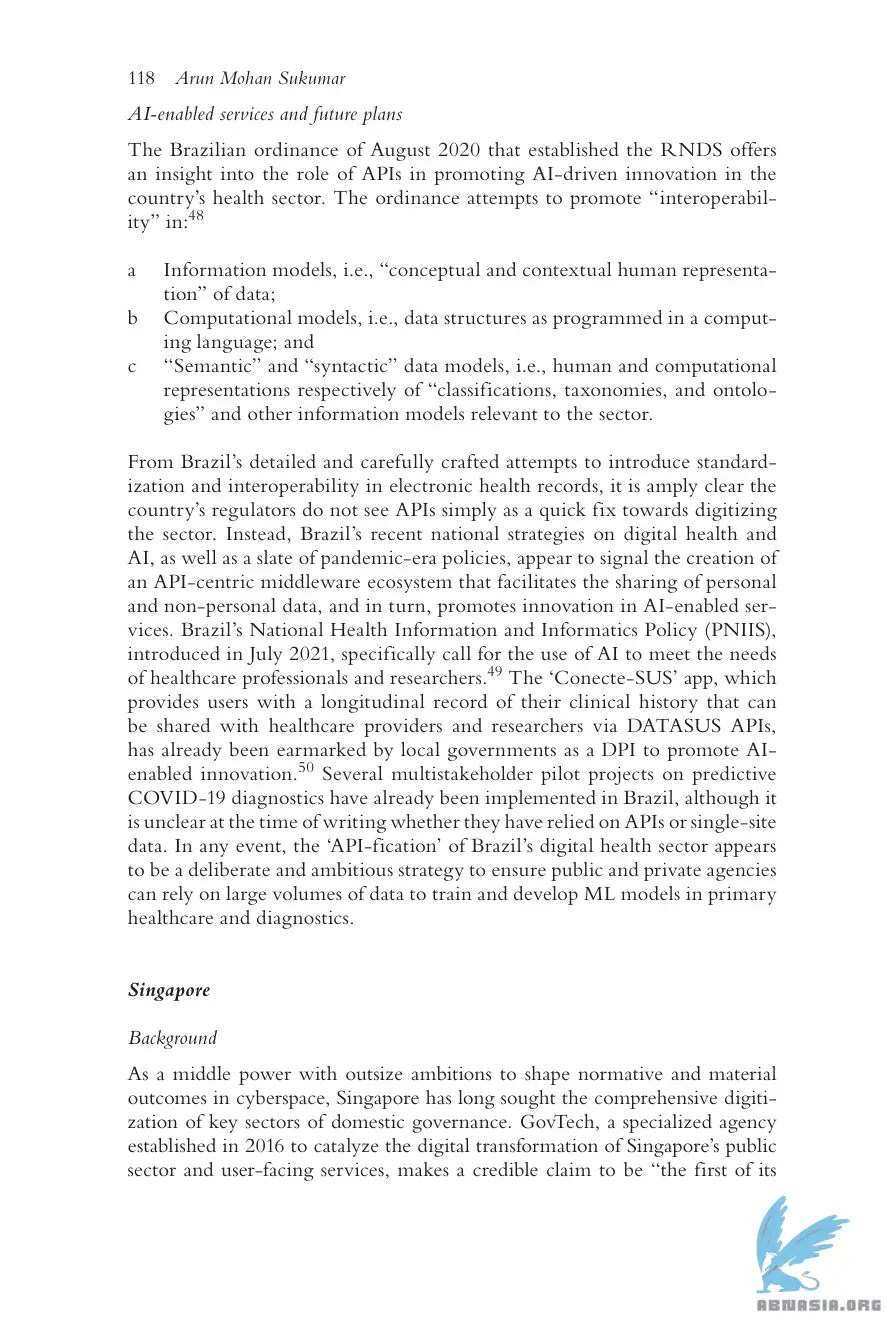 118 Arun Mohan Sukumar
AI-enabled services and future plans
The Brazilian ordinance of August 2020 that established the RNDS offers
an insight into the role of APIs in promoting AI-driven innovation in the
country’s health sector. The ordinance attempts to promote “interoperabil-
ity” in:48
a Information models, i.e., “conceptual and contextual human representa-
tion” of data;
b Computational models, i.e., data structures as programmed in a comput-
ing language; and
c “Semantic” and “syntactic” data models, i.e., human and computational
representations respectively of “classifications, taxonomies, and ontolo-
gies” and other information models relevant to the sector.
From Brazil’s detailed and carefully crafted attempts to introduce standard-
ization and interoperability in electronic health records, it is amply clear the
country’s regulators do not see APIs simply as a quick fix towards digitizing
the sector. Instead, Brazil’s recent national strategies on digital health and
AI, as well as a slate of pandemic-era policies, appear to signal the creation of
an API-centric middleware ecosystem that facilitates the sharing of personal
and non-personal data, and in turn, promotes innovation in AI-enabled ser-
vices. Brazil’s National Health Information and Informatics Policy (PNIIS),
introduced in July 2021, specifically call for the use of AI to meet the needs
of healthcare professionals and researchers.49 The ‘Conecte-SUS’ app, which
provides users with a longitudinal record of their clinical history that can
be shared with healthcare providers and researchers via DATASUS APIs,
has already been earmarked by local governments as a DPI to promote AI-
enabled innovation.50 Several multistakeholder pilot projects on predictive
COVID-19 diagnostics have already been implemented in Brazil, although it
is unclear at the time of writing whether they have relied on APIs or single-site
data. In any event, the ‘API-fication’ of Brazil’s digital health sector appears
to be a deliberate and ambitious strategy to ensure public and private agencies
can rely on large volumes of data to train and develop ML models in primary
healthcare and diagnostics.
Singapore
Background
As a middle power with outsize ambitions to shape normative and material
outcomes in cyberspace, Singapore has long sought the comprehensive digiti-
zation of key sectors of domestic governance. GovTech, a specialized agency
established in 2016 to catalyze the digital transformation of Singapore’s public
sector and user-facing services, makes a credible claim to be “the first of its
ABNASIA.ORG